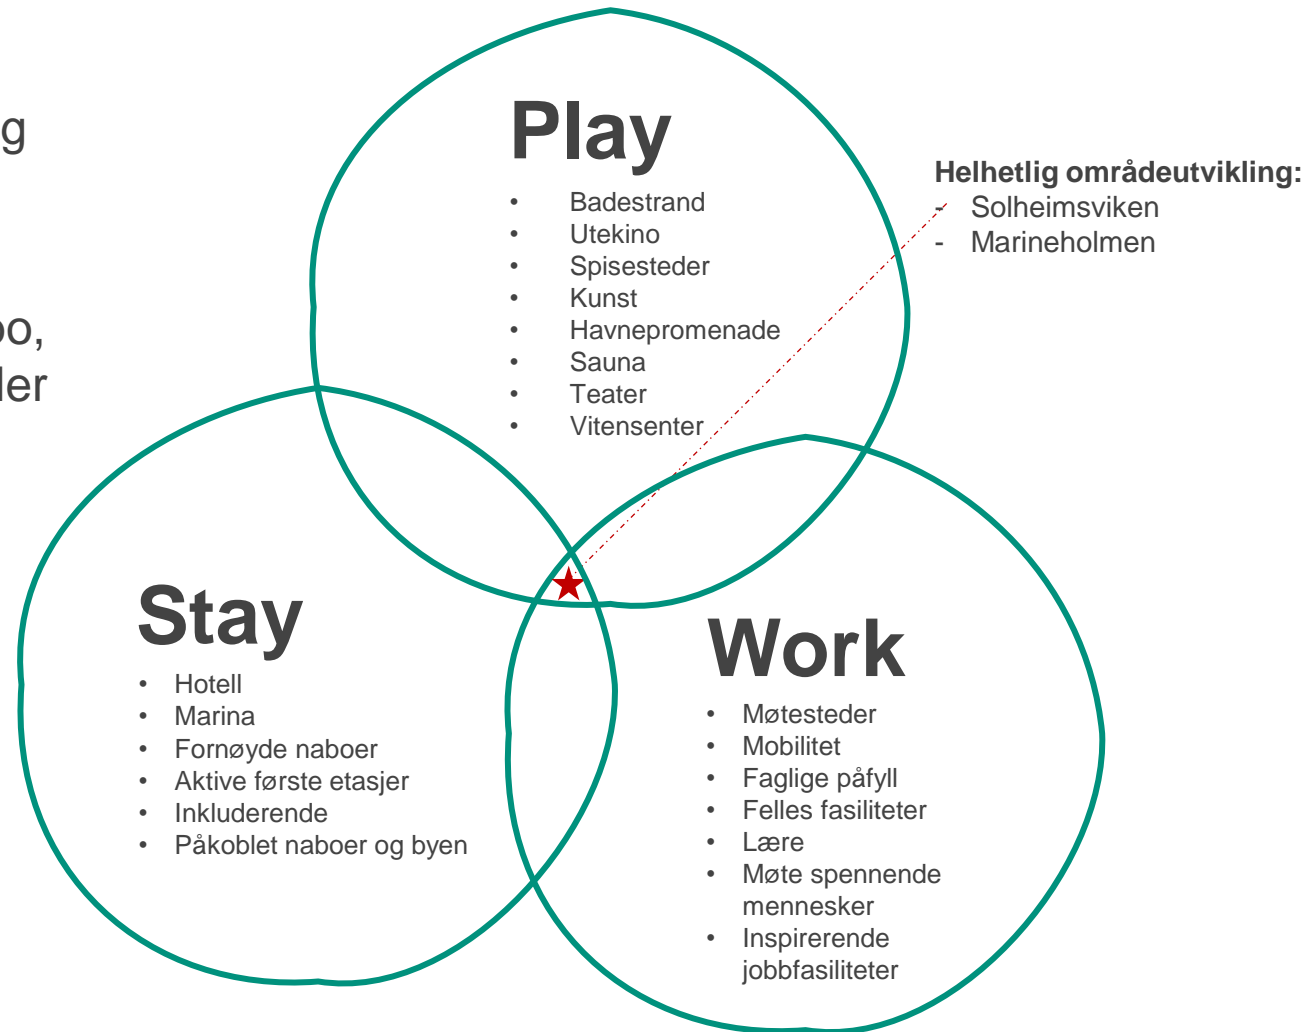 g
oo,
ler
Play
• Badestrand
• Utekino
• Spisesteder
• Kunst
• Havnepromenade
• Sauna
• Teater
• Vitensenter
Helhetlig områdeutvikling:
- Solheimsviken
- Marineholmen
Stay
• Hotell
• Marina
• Fornøyde naboer
• Aktive første etasjer
• Inkluderende
• Påkoblet naboer og byen
Work
• Møtesteder
• Mobilitet
• Faglige påfyll
• Felles fasiliteter
• Lære
• Møte spennende
mennesker
• Inspirerende
jobbfasiliteter